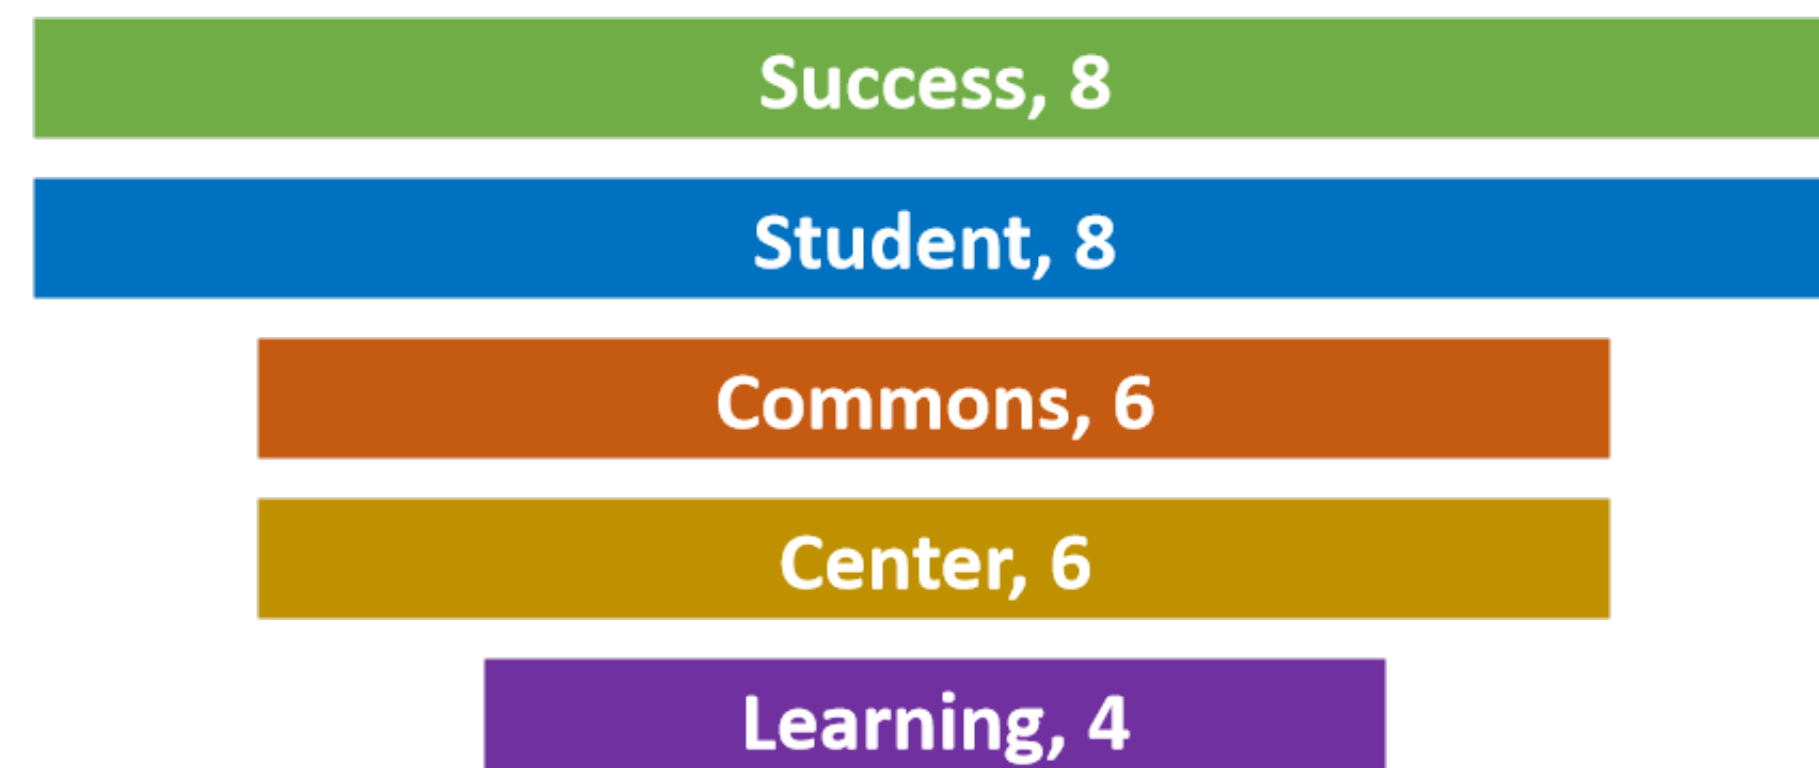 Success, 8
Student, 8
Commons, 6
Center, 6
Learning, 4